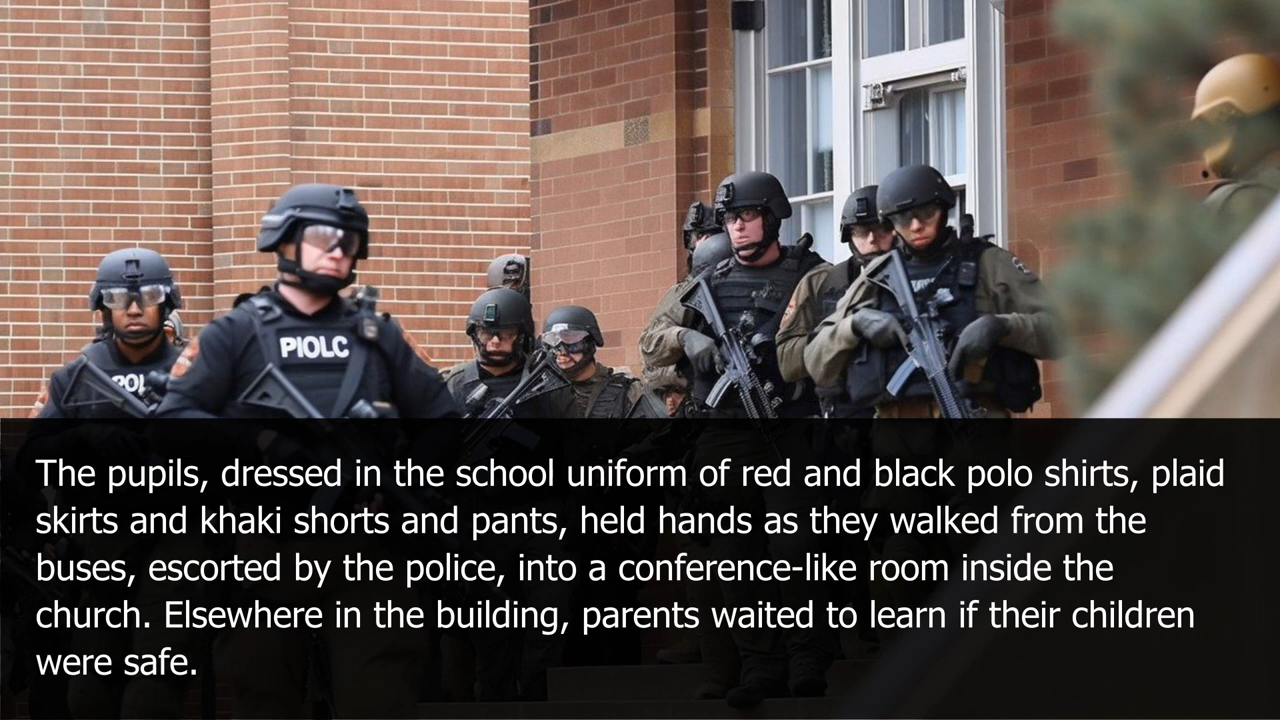 PIOLC
POL
The pupils, dressed in the school uniform of red and black polo shirts, plaid
skirts and khaki shorts and pants, held hands as they walked from the
buses, escorted by the police, into a conference-like room inside the
church. Elsewhere in the building, parents waited to learn if their children
were safe.